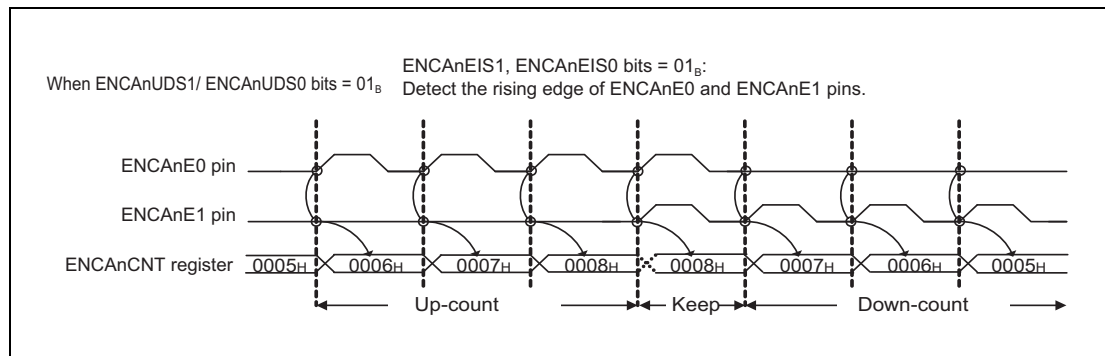 When ENCAnUDS1/ ENCAnUDS0 bits = 01B
ENCAnEIS1, ENCAnEIS0 bits = 01B:
Detect the rising edge of ENCAnE0 and ENCAnE1 pins.
ENCAnE0 pin
ENCAnE1 pin
ENCAnCNT register 0005H 0006H 0007H 0008H 0008H 0007H 0006H 0005H
Up-count Keep Down-count